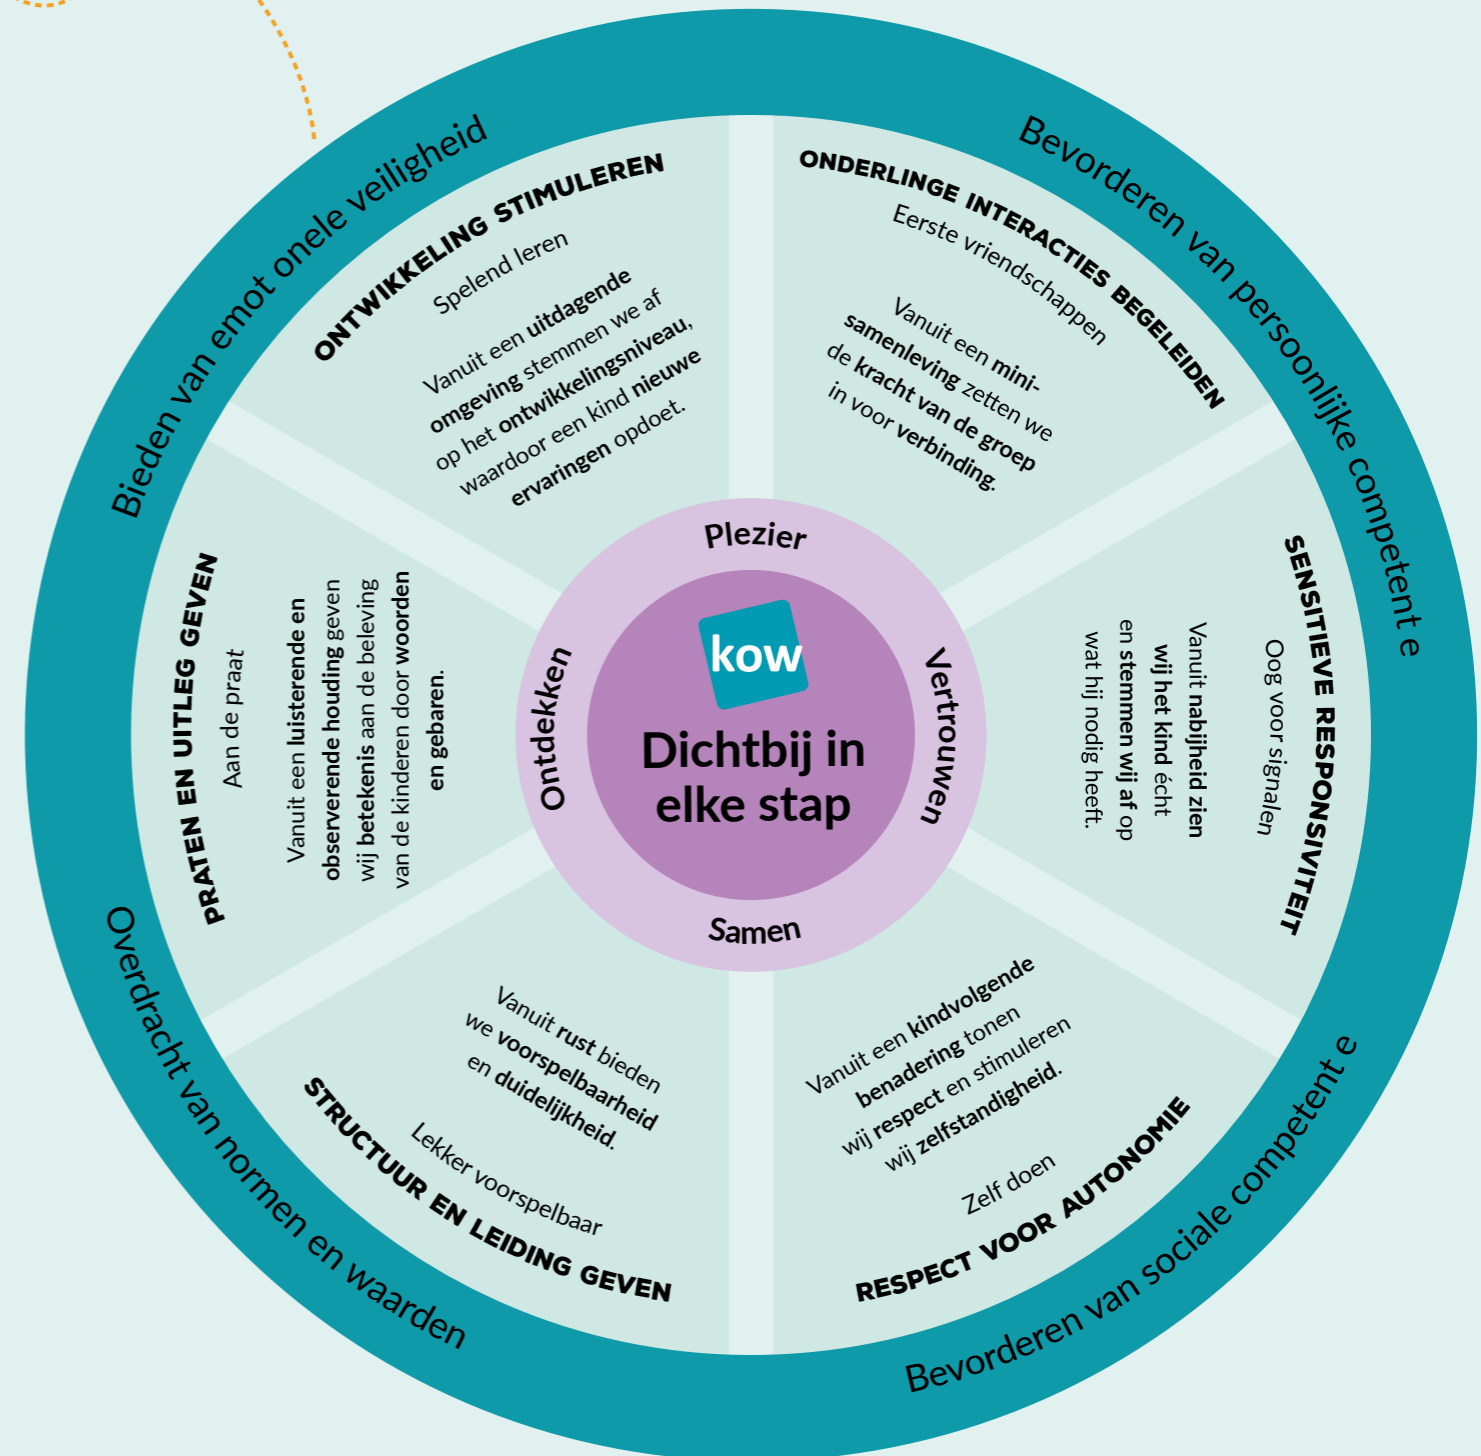 Bieden van emot onele veiligheid
Bevorderen van persoonlijke competent e
Bevorderen van sociale competent e
Overdracht van normen en waarden
ONTWIKKELING STIMULEREN
Spelend leren
Vanuit een uitdagende
omgeving stemmen we af
op het ontwikkelingsniveau,
waardoor een kind nieuwe
ervaringen opdoet.
ONDERLINGE INTERACTIES BEGELEIDEN
Eerste vriendschappen
Vanuit een mini-
samenleving zetten we
de kracht van de groep
in voor verbinding.
SENSITIEVE RESPONSIVITEIT
Oog voor signalen
Vanuit nabijheid zien
wij het kind écht
en stemmen wij af op
wat hij nodig heeft.
Vanuit een kindvolgende
benadering tonen
wij respect en stimuleren
wij zelfstandigheid.
Zelf doen
RESPECT VOOR AUTONOMIE
Vanuit rust bieden
we voorspelbaarheid
en duidelijkheid.
Lekker voorspelbaar
STRUCTUUR EN LEIDING GEVEN
PRATEN EN UITLEG GEVEN
Aan de praat
Vanuit een luisterende en
observerende houding geven
wij betekenis aan de beleving
van de kinderen door woorden
en gebaren.
Plezier
Vertrouwen
Samen
Ontdekken
kow
Dichtbij in
elke stap